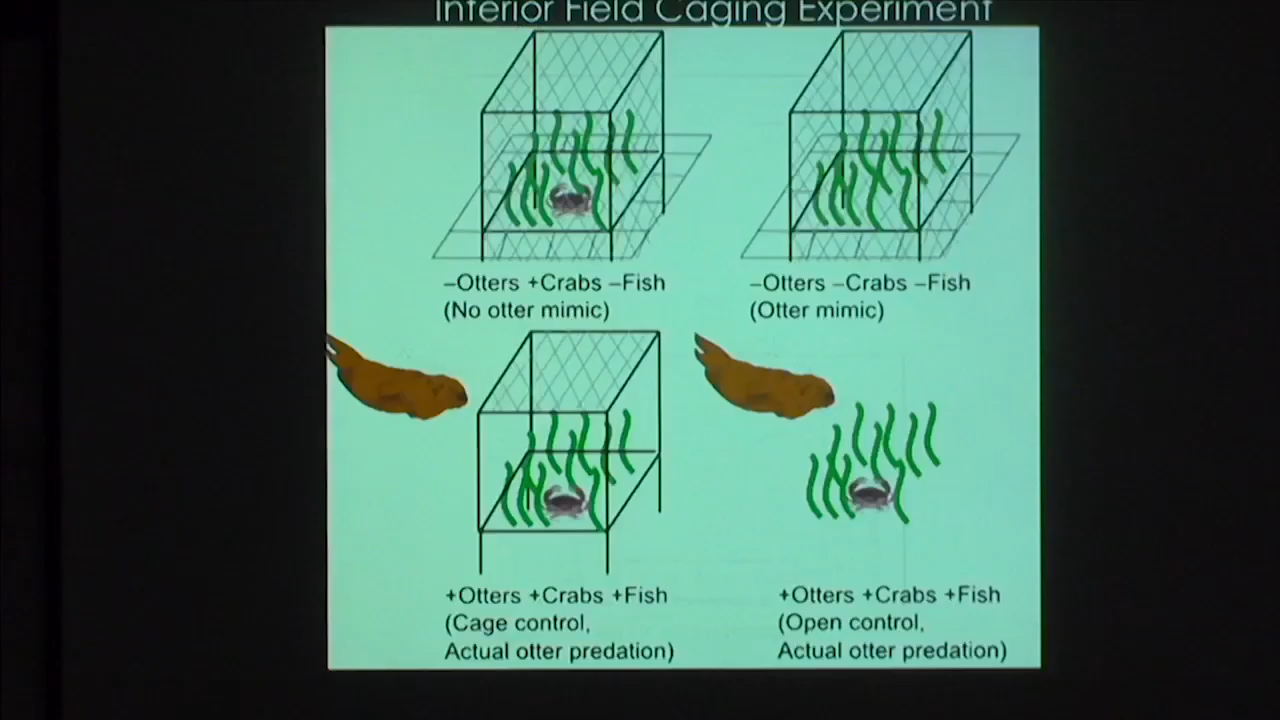 Inferior Field Caging Experiment
–Otters +Crabs –Fish
(No otter mimic)
–Otters –Crabs –Fish
(Otter mimic)
+Otters +Crabs +Fish
(Cage control,
Actual otter predation)
+Otters +Crabs +Fish
(Open control,
Actual otter predation)